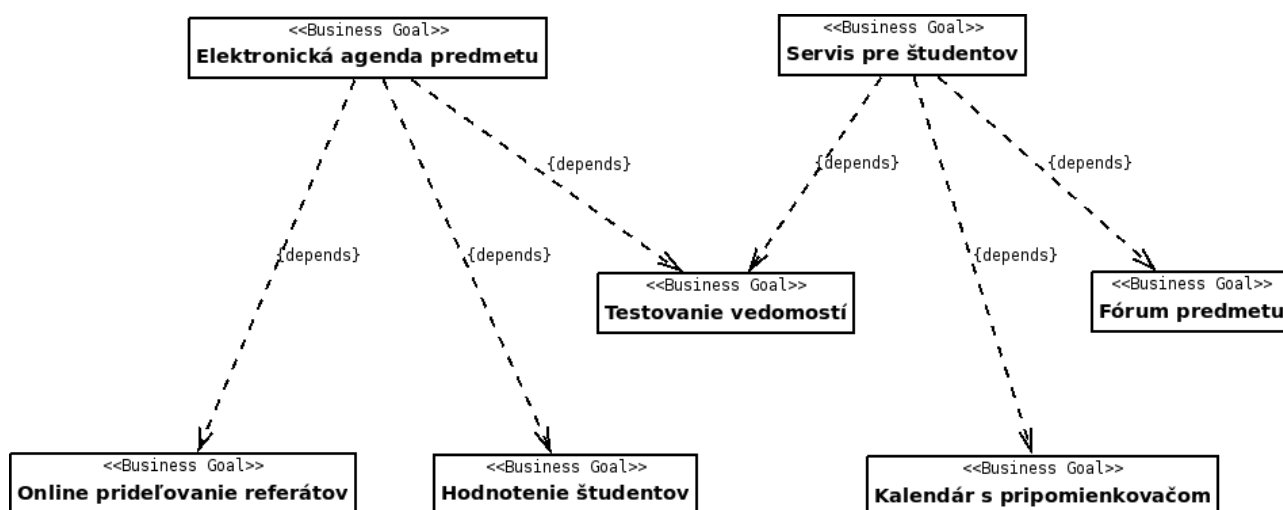 <<Business Goal>>
Elektronická agenda predmetu
<<Business Goal>>
Servis pre študentov
{depends}
{depends}
{depends}
{depends}
{depends}
{depends}
<<Business Goal>>
Testovanie vedomostí
<<Business Goal>>
Fórum predmetu
<<Business Goal>>
Online prideľovanie referátov
<<Business Goal>>
Hodnotenie študentov
<<Business Goal>>
Kalendár s pripomienkovačom